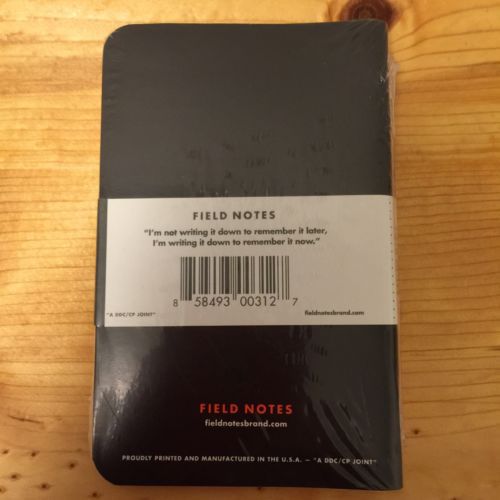 FIELD NOTES
“I'm not writing it down to remember it later,
I'm writing it down to remember it now.”
8 58493 00312 7
“A DDC/CP JOINT”
fieldnotesbrand.com
FIELD NOTES
fieldnotesbrand.com
PROUDLY PRINTED AND MANUFACTURED IN THE U.S.A. — “A DDC/CP JOINT”